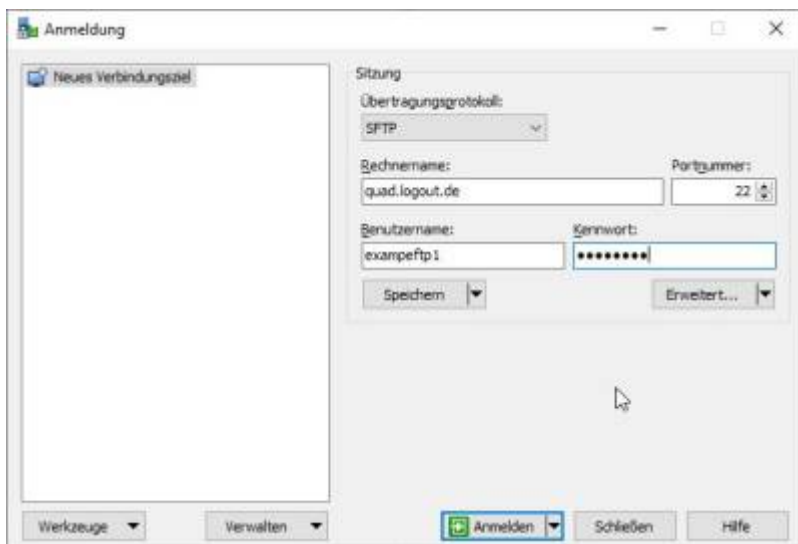 Anmeldung
Neues Verbindungsziel
Sitzung
Übertragungsprotokoll:
SFTP
Rechnername:
Portnummer:
quad.logout.de
22
Benutzername:
Kennwort:
exampeftp1
••••••••
Speichern
Erweitert...
Werkzeuge
Verwalten
Anmelden
Schließen
Hilfe